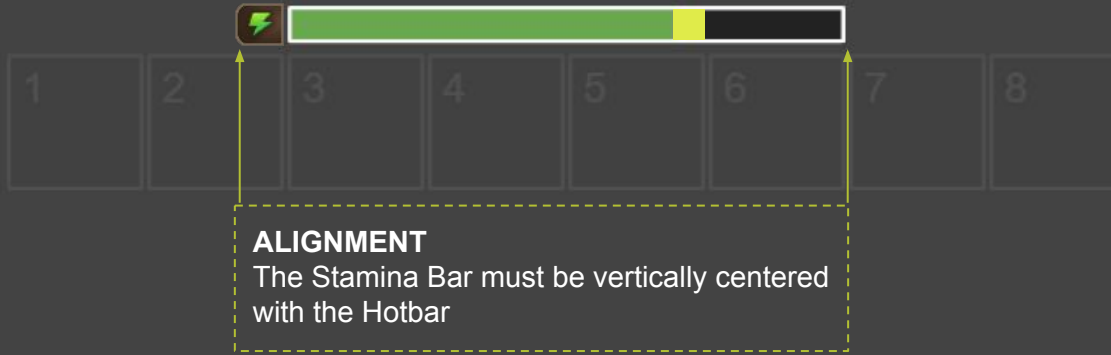 1 2 3 4 5 6 7 8
ALIGNMENT
The Stamina Bar must be vertically centered
with the Hotbar